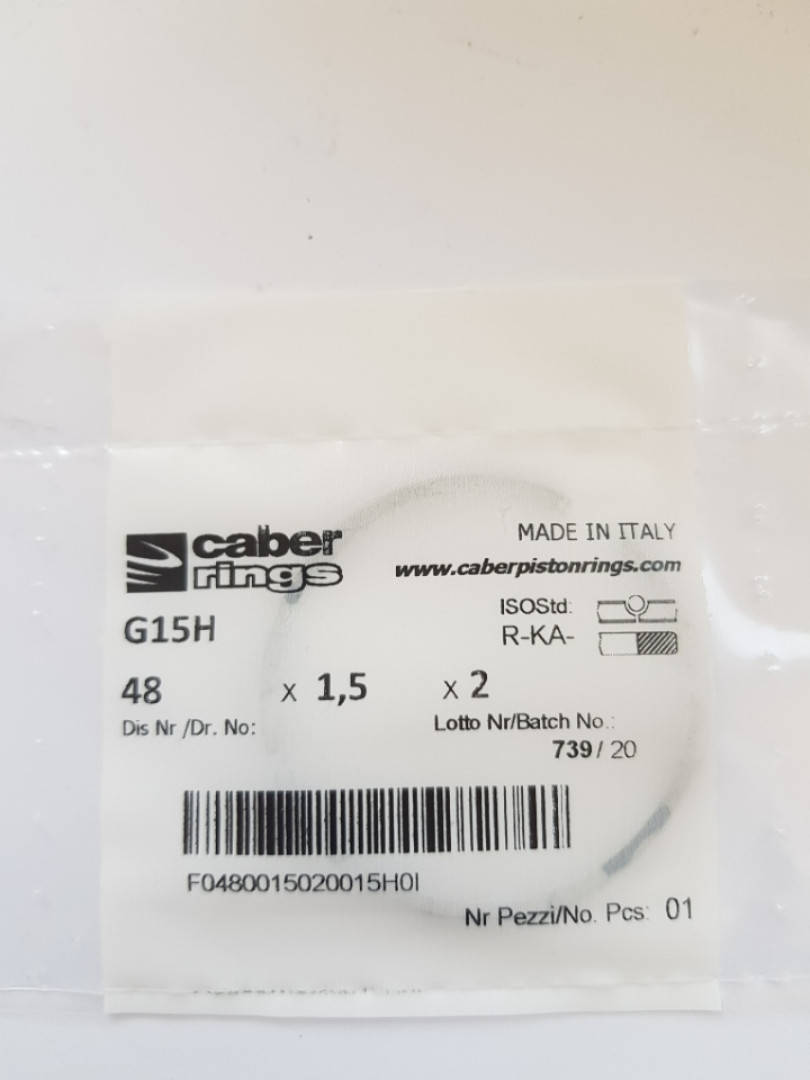 caber
rings
MADE IN ITALY
www.caberpistonrings.com
G15H
ISOStd:
R-KA-
48 x 1,5 x 2
Dis Nr /Dr. No:
Lotto Nr/Batch No.:
739 / 20
F0480015020015H0I
Nr Pezzi/No. Pcs: 01